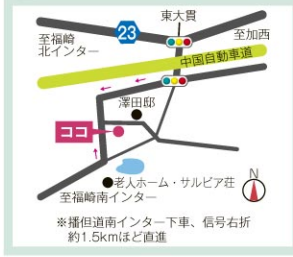 東大貫
23
至福崎
北インター
至加西
中国自動車道
澤田邸
ココ
N
老人ホーム・サルビア荘
至福崎南インター
※播但道南インター下車、信号右折
約1.5kmほど直進